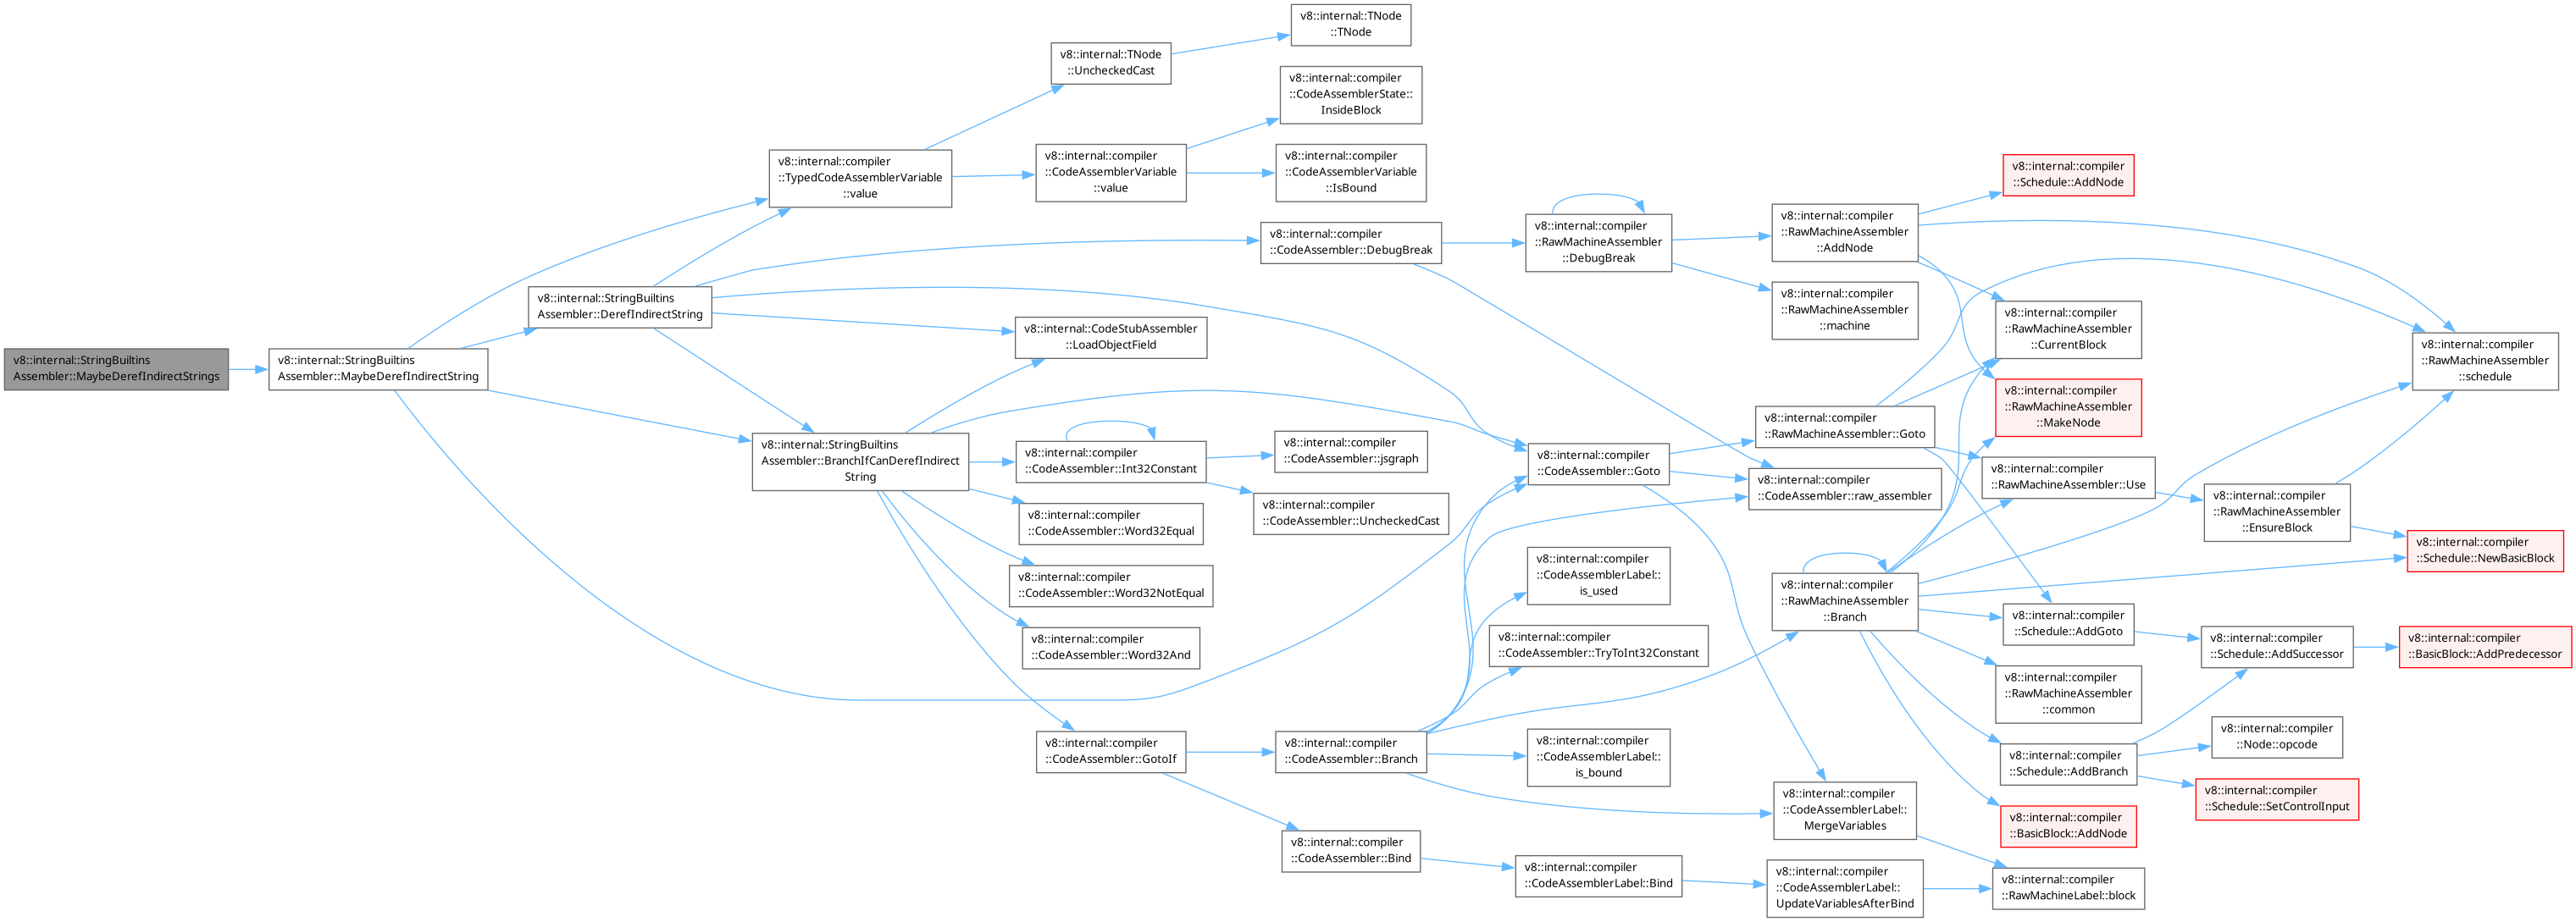 v8::internal::StringBuiltins
Assembler::MaybeDerefIndirectStrings
v8::internal::StringBuiltins
Assembler::MaybeDerefIndirectString
v8::internal::StringBuiltins
Assembler::DerefIndirectString
v8::internal::StringBuiltins
Assembler::BranchIfCanDerefIndirect
String
v8::internal::compiler
::TypedCodeAssemblerVariable
::value
v8::internal::TNode
::UncheckedCast
v8::internal::TNode
::TNode
v8::internal::compiler
::CodeAssemblerVariable
::value
v8::internal::compiler
::CodeAssemblerState::
InsideBlock
v8::internal::compiler
::CodeAssemblerVariable
::IsBound
v8::internal::compiler
::CodeAssembler::DebugBreak
v8::internal::CodeStubAssembler
::LoadObjectField
v8::internal::compiler
::CodeAssembler::Int32Constant
v8::internal::compiler
::CodeAssembler::jsgraph
v8::internal::compiler
::CodeAssembler::UncheckedCast
v8::internal::compiler
::CodeAssembler::Word32Equal
v8::internal::compiler
::CodeAssembler::Word32NotEqual
v8::internal::compiler
::CodeAssembler::Word32And
v8::internal::compiler
::CodeAssembler::GotoIf
v8::internal::compiler
::CodeAssembler::Branch
v8::internal::compiler
::CodeAssembler::Bind
v8::internal::compiler
::RawMachineAssembler
::DebugBreak
v8::internal::compiler
::CodeAssembler::Goto
v8::internal::compiler
::CodeAssemblerLabel::
is_used
v8::internal::compiler
::CodeAssembler::TryToInt32Constant
v8::internal::compiler
::CodeAssemblerLabel::
is_bound
v8::internal::compiler
::CodeAssemblerLabel::Bind
v8::internal::compiler
::RawMachineAssembler
::AddNode
v8::internal::compiler
::RawMachineAssembler
::machine
v8::internal::compiler
::RawMachineAssembler::Goto
v8::internal::compiler
::CodeAssembler::raw_assembler
v8::internal::compiler
::RawMachineAssembler
::Branch
v8::internal::compiler
::CodeAssemblerLabel::
MergeVariables
v8::internal::compiler
::CodeAssemblerLabel::
UpdateVariablesAfterBind
v8::internal::compiler
::Schedule::AddNode
v8::internal::compiler
::RawMachineAssembler
::CurrentBlock
v8::internal::compiler
::RawMachineAssembler
::MakeNode
v8::internal::compiler
::RawMachineAssembler::Use
v8::internal::compiler
::Schedule::AddGoto
v8::internal::compiler
::RawMachineAssembler
::common
v8::internal::compiler
::Schedule::AddBranch
v8::internal::compiler
::BasicBlock::AddNode
v8::internal::compiler
::RawMachineLabel::block
v8::internal::compiler
::RawMachineAssembler
::EnsureBlock
v8::internal::compiler
::Schedule::AddSuccessor
v8::internal::compiler
::Node::opcode
v8::internal::compiler
::Schedule::SetControlInput
v8::internal::compiler
::RawMachineAssembler
::schedule
v8::internal::compiler
::Schedule::NewBasicBlock
v8::internal::compiler
::BasicBlock::AddPredecessor